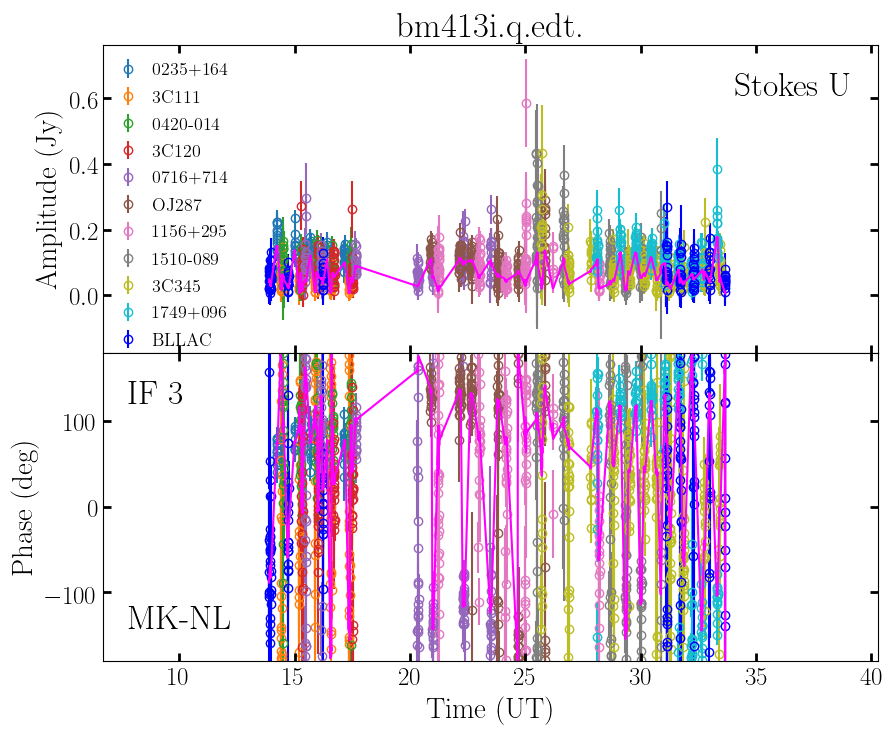 bm413i.q.edt.
Stokes U
0235+164
3C111
0420-014
3C120
0716+714
OJ287
1156+295
1510-089
3C345
1749+096
BLLAC
Amplitude (Jy)
0.6
0.4
0.2
0.0
IF 3
MK-NL
Phase (deg)
100
0
−100
10 15 20 25 30 35 40
Time (UT)